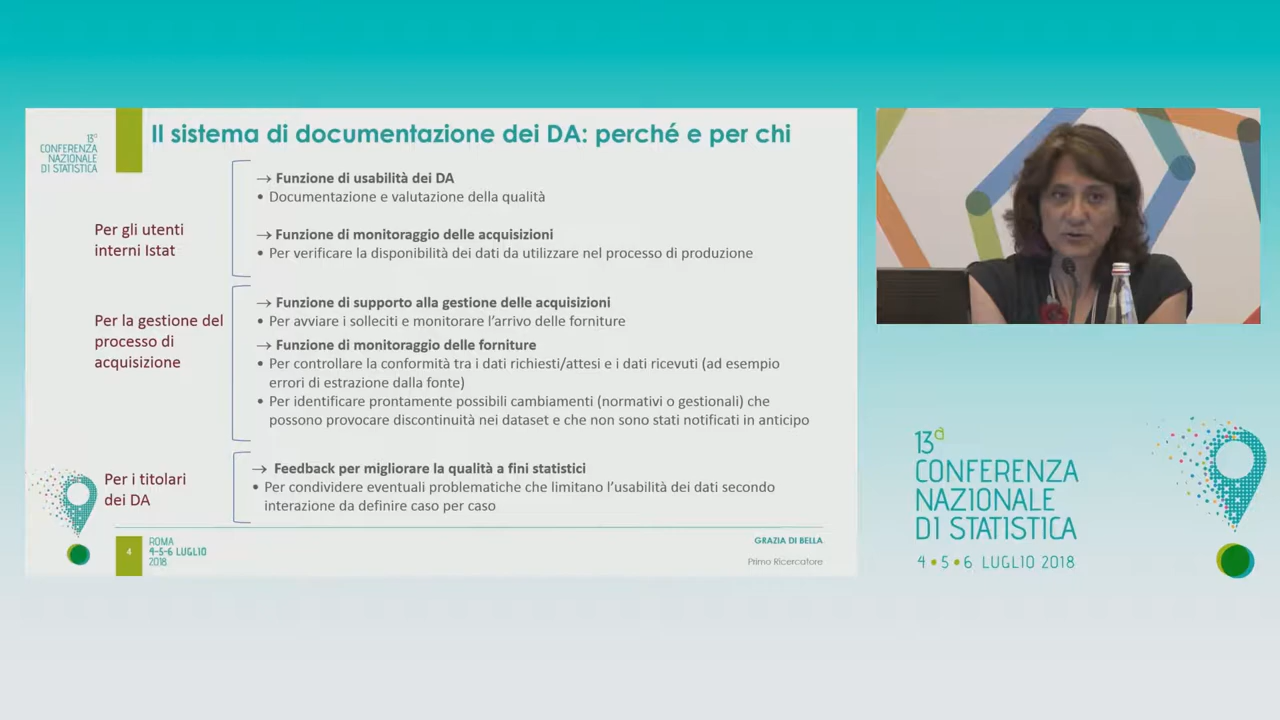 13ª
CONFERENZA
NAZIONALE
DI STATISTICA
Il sistema di documentazione dei DA: perché e per chi
Per gli utenti
interni Istat
→ Funzione di usabilità dei DA
• Documentazione e valutazione della qualità
→ Funzione di monitoraggio delle acquisizioni
• Per verificare la disponibilità dei dati da utilizzare nel processo di produzione
Per la gestione del
processo di
acquisizione
→ Funzione di supporto alla gestione delle acquisizioni
• Per avviare i solleciti e monitorare l'arrivo delle forniture
→ Funzione di monitoraggio delle forniture
• Per controllare la conformità tra i dati richiesti/attesi e i dati ricevuti (ad esempio
errori di estrazione dalla fonte)
• Per identificare prontamente possibili cambiamenti (normativi o gestionali) che
possono provocare discontinuità nei dataset e che non sono stati notificati in anticipo
Per i titolari
dei DA
→ Feedback per migliorare la qualità a fini statistici
• Per condividere eventuali problematiche che limitano l'usabilità dei dati secondo
interazione da definire caso per caso
4
ROMA
4-5-6 LUGLIO
2018
GRAZIA DI BELLA
Primo Ricercatore
13ª
CONFERENZA
NAZIONALE
DI STATISTICA
4 • 5 • 6 LUGLIO 2018